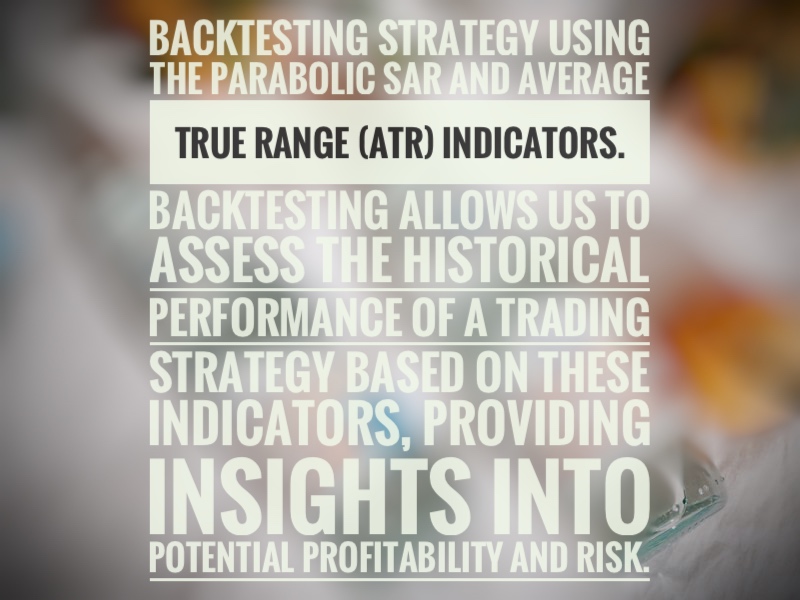 BACKTESTING STRATEGY USING
THE PARABOLIC SAR AND AVERAGE
TRUE RANGE (ATR) INDICATORS.
BACKTESTING ALLOWS US TO
ASSESS THE HISTORICAL
PERFORMANCE OF A TRADING
STRATEGY BASED ON THESE
INDICATORS, PROVIDING
INSIGHTS INTO
POTENTIAL PROFITABILITY AND RISK.